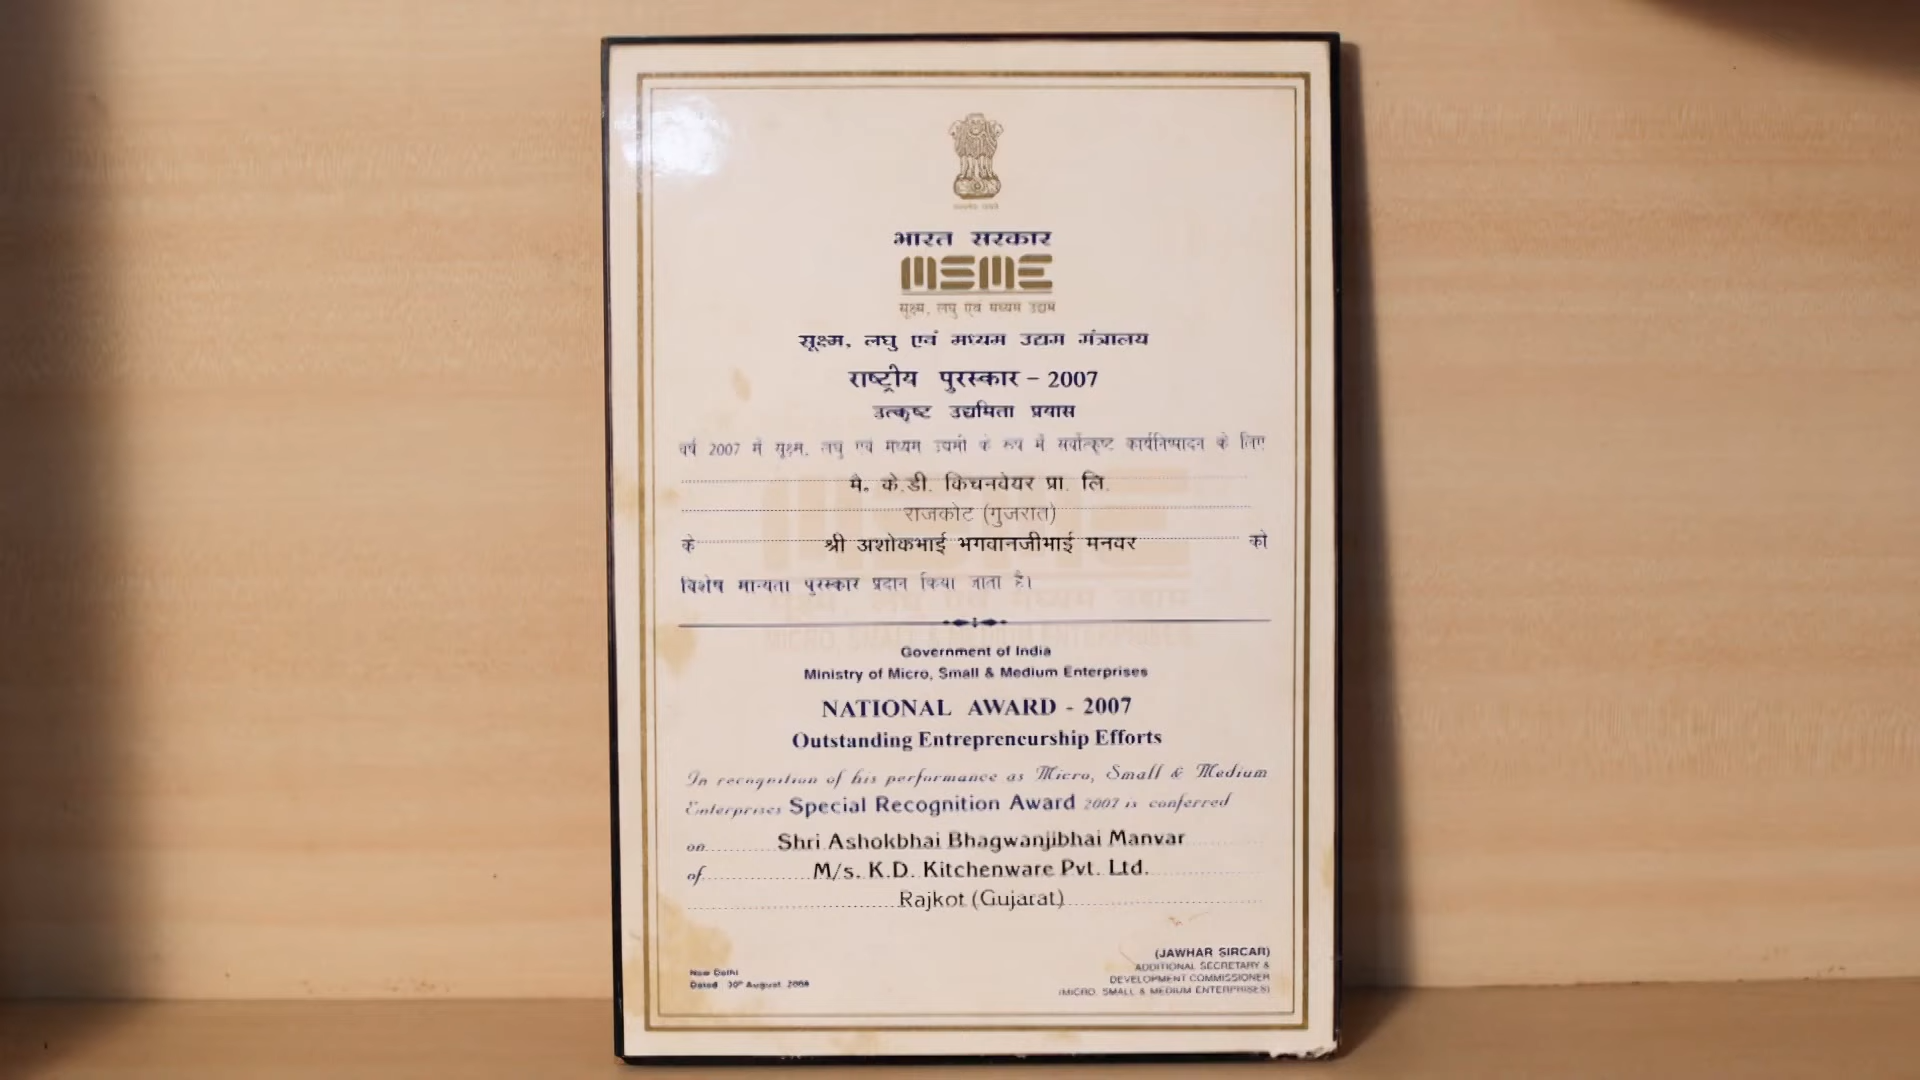 भारत सरकार
MSME
सूक्ष्म, लघु एवं मध्यम उद्यम
सूक्ष्म, लघु एवं मध्यम उद्यम मंत्रालय
राष्ट्रीय पुरस्कार – 2007
उत्कृष्ट उद्यमिता प्रयास
वर्ष 2007 में सूक्ष्म, लघु एवं मध्यम उद्यमी के रूप में सर्वोत्कृष्ट कार्यनिष्पादन के लिए
मै. के.डी. किचनवेयर प्रा. लि.
राजकोट (गुजरात)
के श्री अशोकभाई भगवानजीभाई मनवर को
विशेष मान्यता पुरस्कार प्रदान किया जाता है।
Government of India
Ministry of Micro, Small & Medium Enterprises
NATIONAL AWARD - 2007
Outstanding Entrepreneurship Efforts
In recognition of his performance as Micro, Small & Medium
Enterprises Special Recognition Award 2007 is conferred
on Shri Ashokbhai Bhagwanjibhai Manvar
of M/s. K.D. Kitchenware Pvt. Ltd.
Rajkot (Gujarat)
(JAWHAR SIRCAR)
ADDITIONAL SECRETARY &
DEVELOPMENT COMMISSIONER
(MICRO, SMALL & MEDIUM ENTERPRISES)
New Delhi
Dated 30th August, 2008